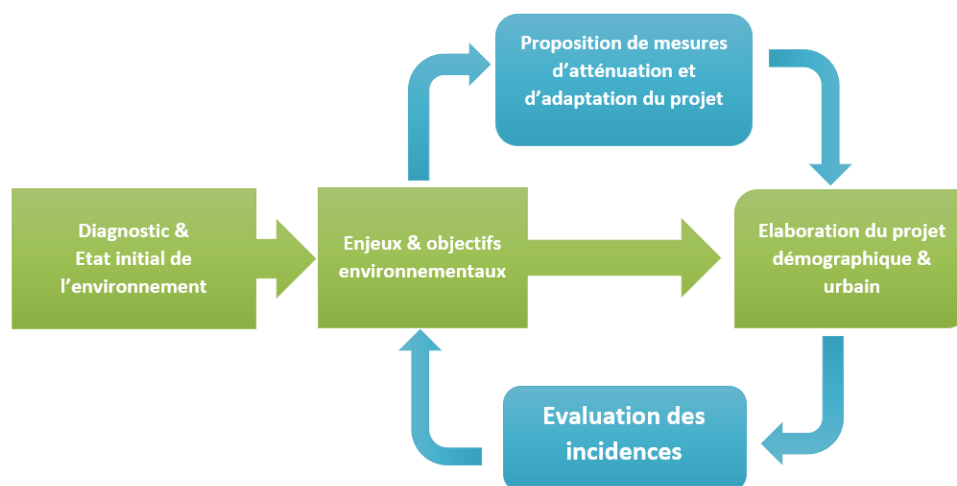 Proposition de mesures
d’atténuation et
d’adaptation du projet
Diagnostic &
Etat initial de
l’environnement
Enjeux & objectifs
environnementaux
Elaboration du projet
démographique &
urbain
Evaluation des
incidences